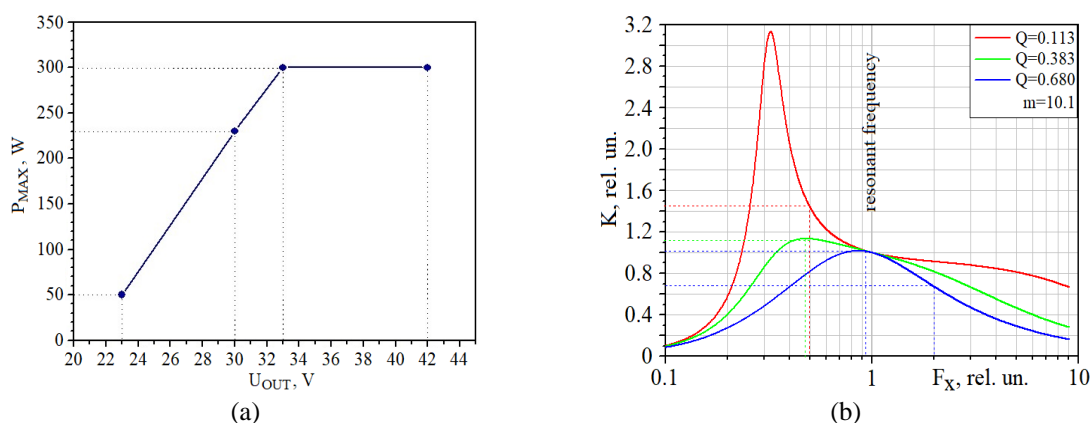 350
300
250
200
150
100
50
0
P_MAX, W
20 22 24 26 28 30 32 34 36 38 40 42 44
U_OUT, V
(a)
3.2
2.8
2.4
2.0
1.6
1.2
0.8
0.4
0
K, rel. un.
resonant frequency
Q=0.113
Q=0.383
Q=0.680
m=10.1
0.1 1 F_X, rel. un. 10
(b)